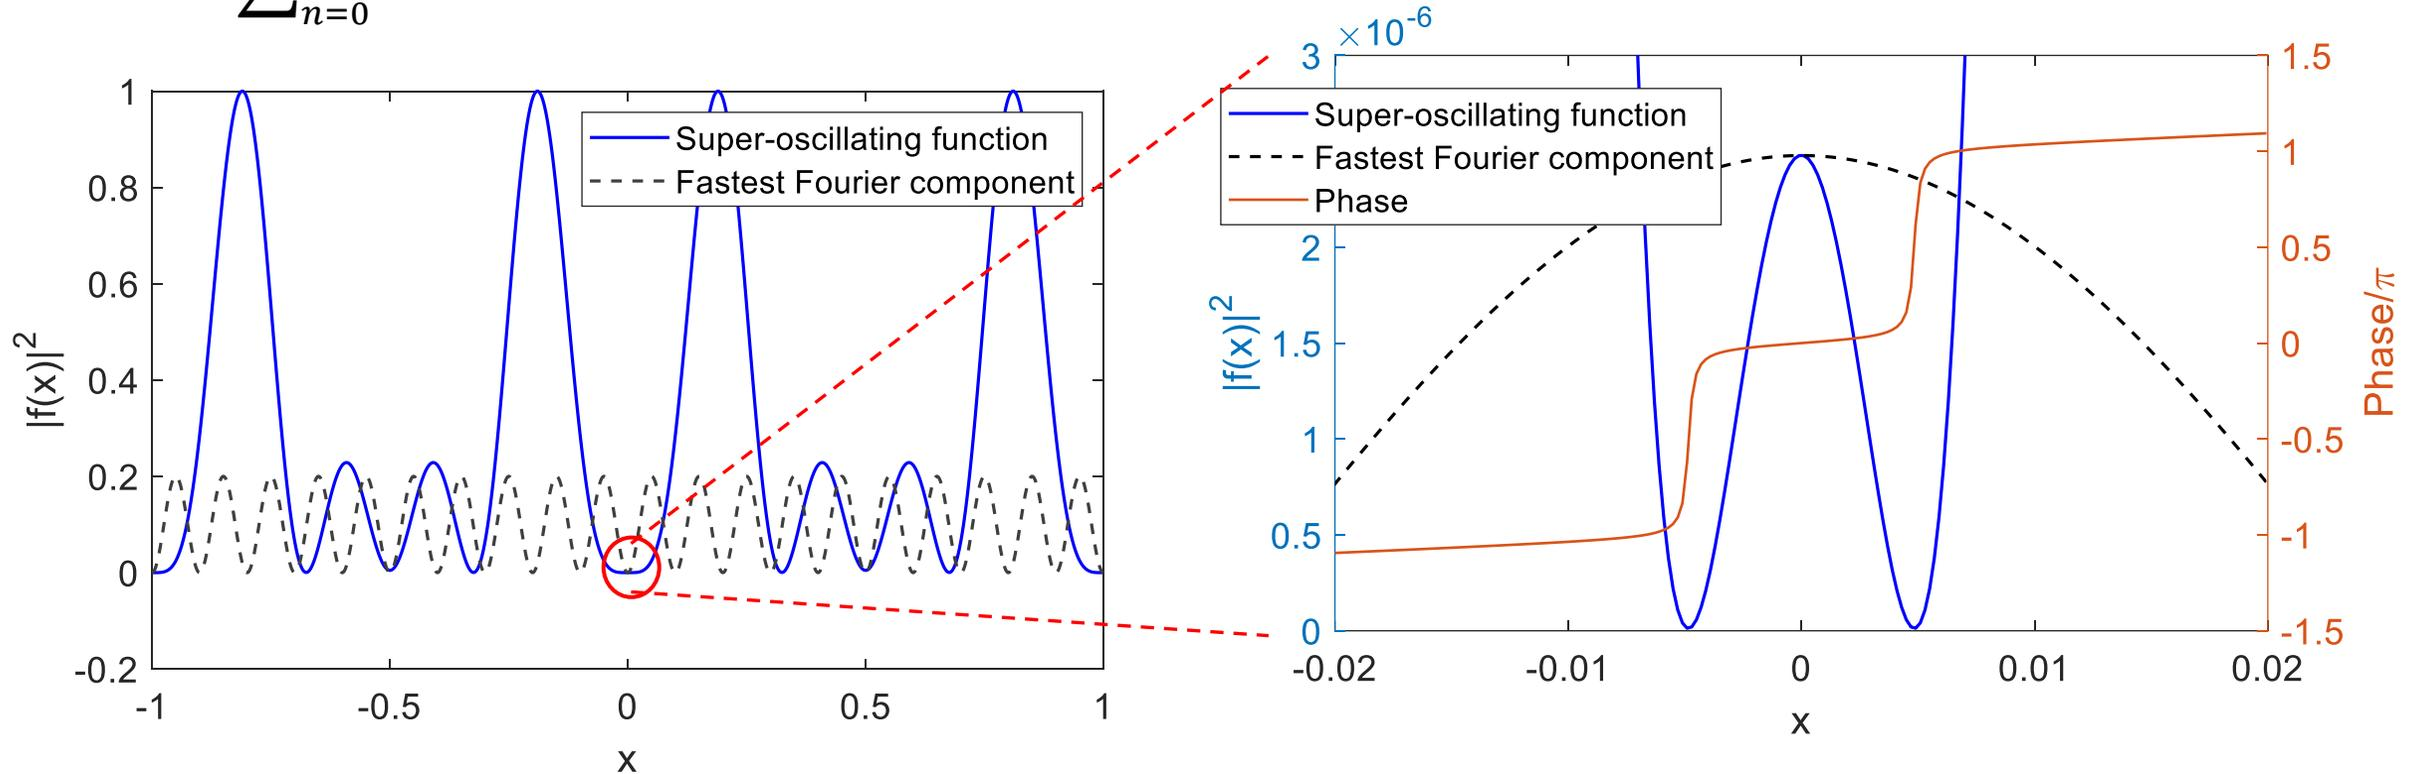 ∑ₙ₌₀
1
0.8
0.6
0.4
0.2
0
-0.2
|f(x)|²
-1 -0.5 0 0.5 1
x
Super-oscillating function
Fastest Fourier component
×10⁻⁶
3
2
1.5
1
0.5
0
|f(x)|²
Super-oscillating function
Fastest Fourier component
Phase
1.5
1
0.5
0
-0.5
-1
-1.5
Phase/π
-0.02 -0.01 0 0.01 0.02
x